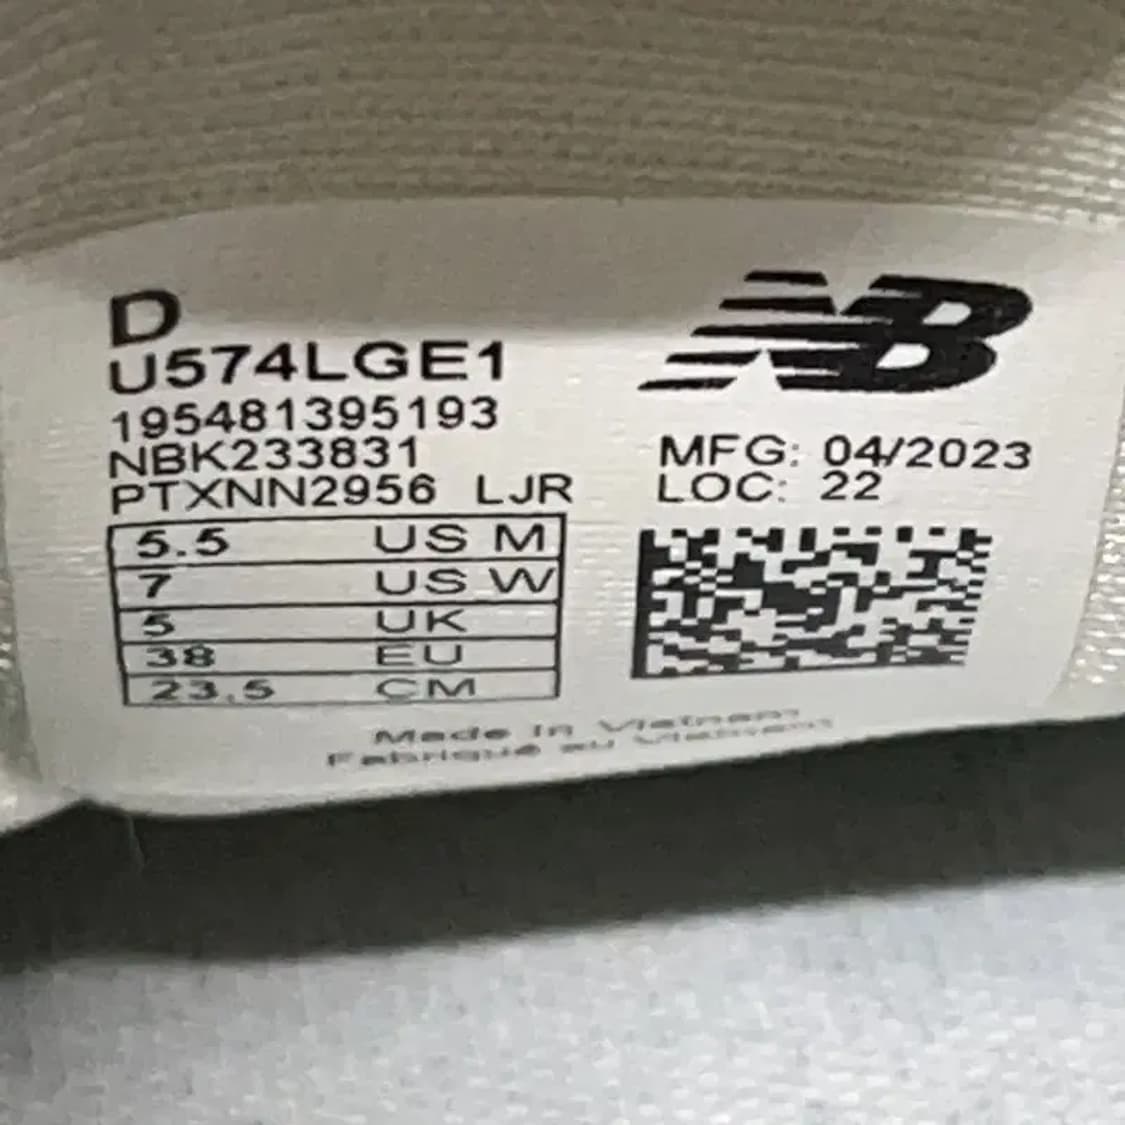 D
U574LGE1
195481395193
NBK233831
PTXNN2956 LJR
5.5 US M
7 US W
5 UK
38 EU
23.5 CM
NB
MFG: 04/2023
LOC: 22
Made in Vietnam
Fabriqué au Vietnam